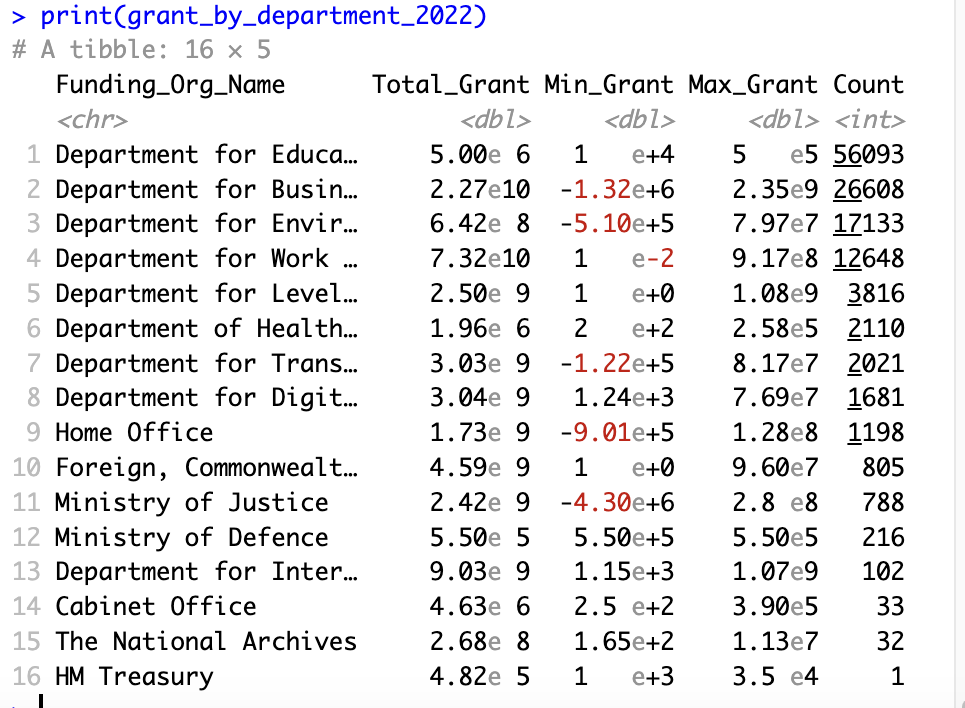 > print(grant_by_department_2022)
# A tibble: 16 × 5
Funding_Org_Name Total_Grant Min_Grant Max_Grant Count
<chr> <dbl> <dbl> <dbl> <int>
1 Department for Educa… 5.00e 6 1 e+4 5 e5 56093
2 Department for Busin… 2.27e10 -1.32e+6 2.35e9 26608
3 Department for Envir… 6.42e 8 -5.10e+5 7.97e7 17133
4 Department for Work … 7.32e10 1 e-2 9.17e8 12648
5 Department for Level… 2.50e 9 1 e+0 1.08e9 3816
6 Department of Health… 1.96e 6 2 e+2 2.58e5 2110
7 Department for Trans… 3.03e 9 -1.22e+5 8.17e7 2021
8 Department for Digit… 3.04e 9 1.24e+3 7.69e7 1681
9 Home Office 1.73e 9 -9.01e+5 1.28e8 1198
10 Foreign, Commonwealt… 4.59e 9 1 e+0 9.60e7 805
11 Ministry of Justice 2.42e 9 -4.30e+6 2.8 e8 788
12 Ministry of Defence 5.50e 5 5.50e+5 5.50e5 216
13 Department for Inter… 9.03e 9 1.15e+3 1.07e9 102
14 Cabinet Office 4.63e 6 2.5 e+2 3.90e5 33
15 The National Archives 2.68e 8 1.65e+2 1.13e7 32
16 HM Treasury 4.82e 5 1 e+3 3.5 e4 1